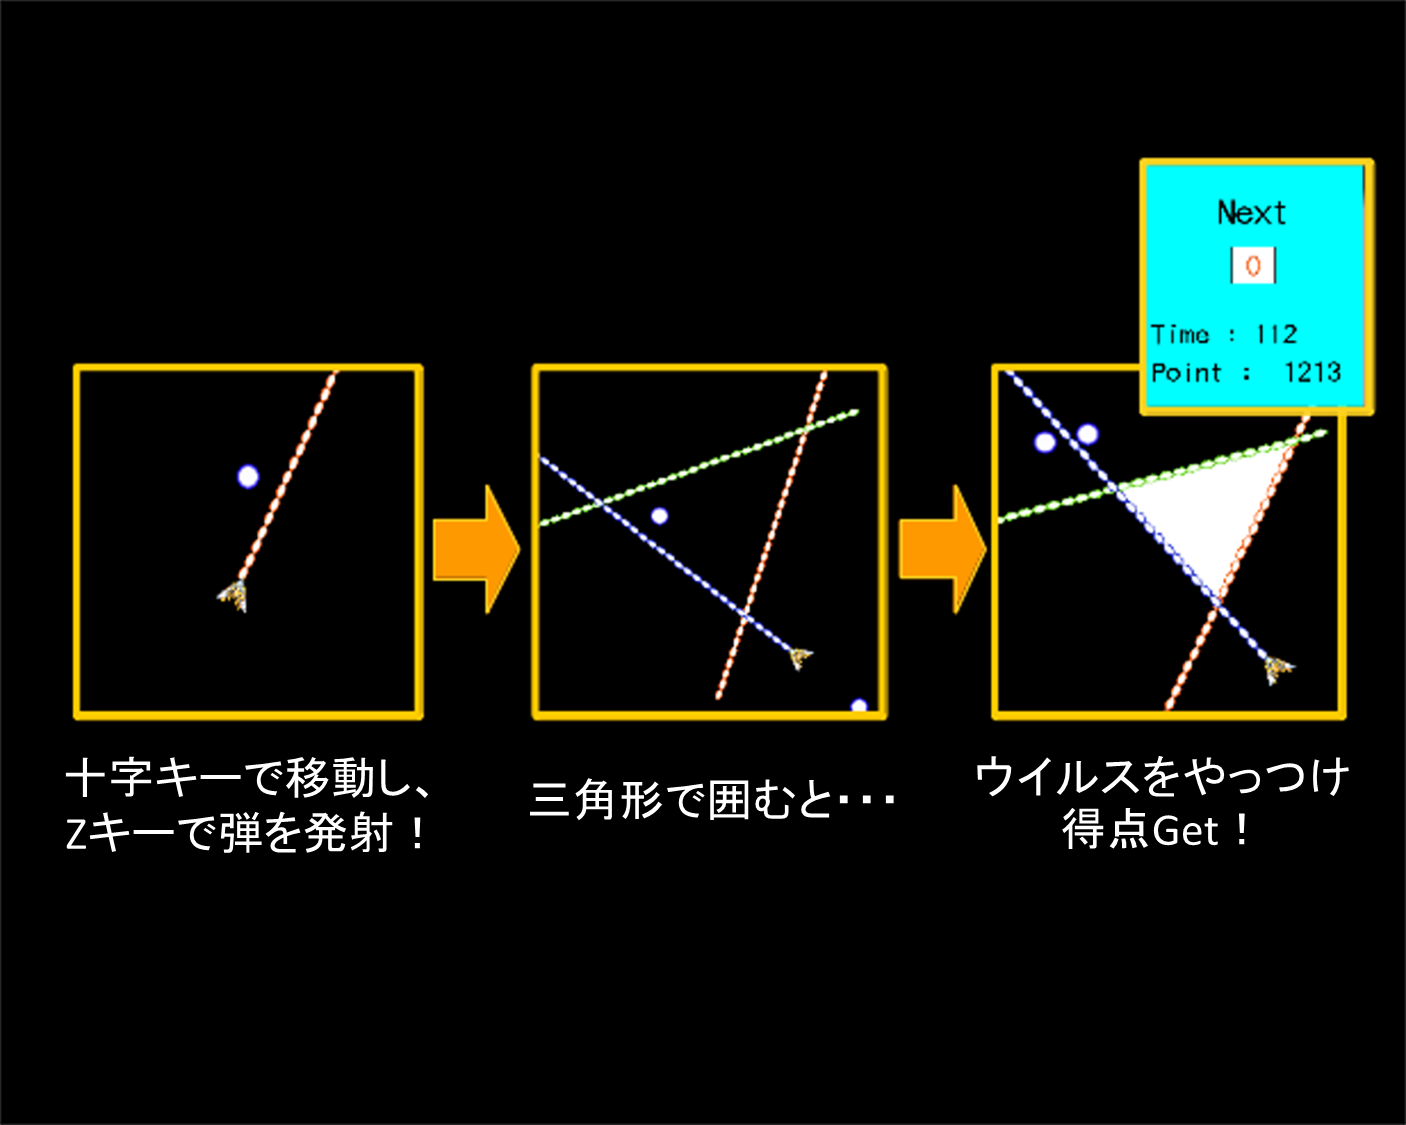 Next
0
Time : 112
Point : 1213
十字キーで移動し、
Zキーで弾を発射！
三角形で囲むと・・・
ウイルスをやっつけ
得点Get！